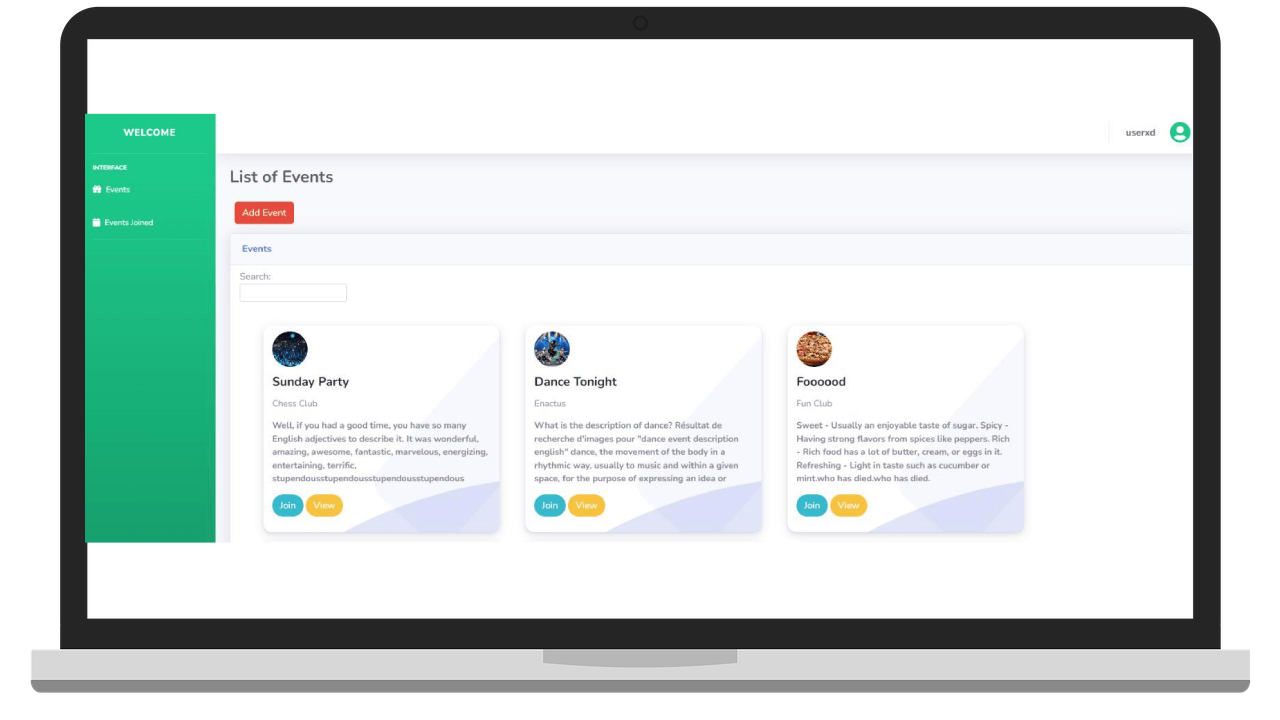 WELCOME
userxd
INTERFACE
Events
Events Joined
List of Events
Add Event
Events
Search:
Sunday Party
Chess Club
Well, if you had a good time, you have so many
English adjectives to describe it. It was wonderful,
amazing, awesome, fantastic, marvelous, energizing,
entertaining, terrific,
stupendousstupendousstupendousstupendous
Join View
Dance Tonight
Enactus
What is the description of dance? Résultat de
recherche d'images pour "dance event description
english" dance, the movement of the body in a
rhythmic way, usually to music and within a given
space, for the purpose of expressing an idea or
Join View
Foooood
Fun Club
Sweet - Usually an enjoyable taste of sugar. Spicy -
Having strong flavors from spices like peppers. Rich
- Rich food has a lot of butter, cream, or eggs in it.
Refreshing - Light in taste such as cucumber or
mint.who has died.who has died.
Join View